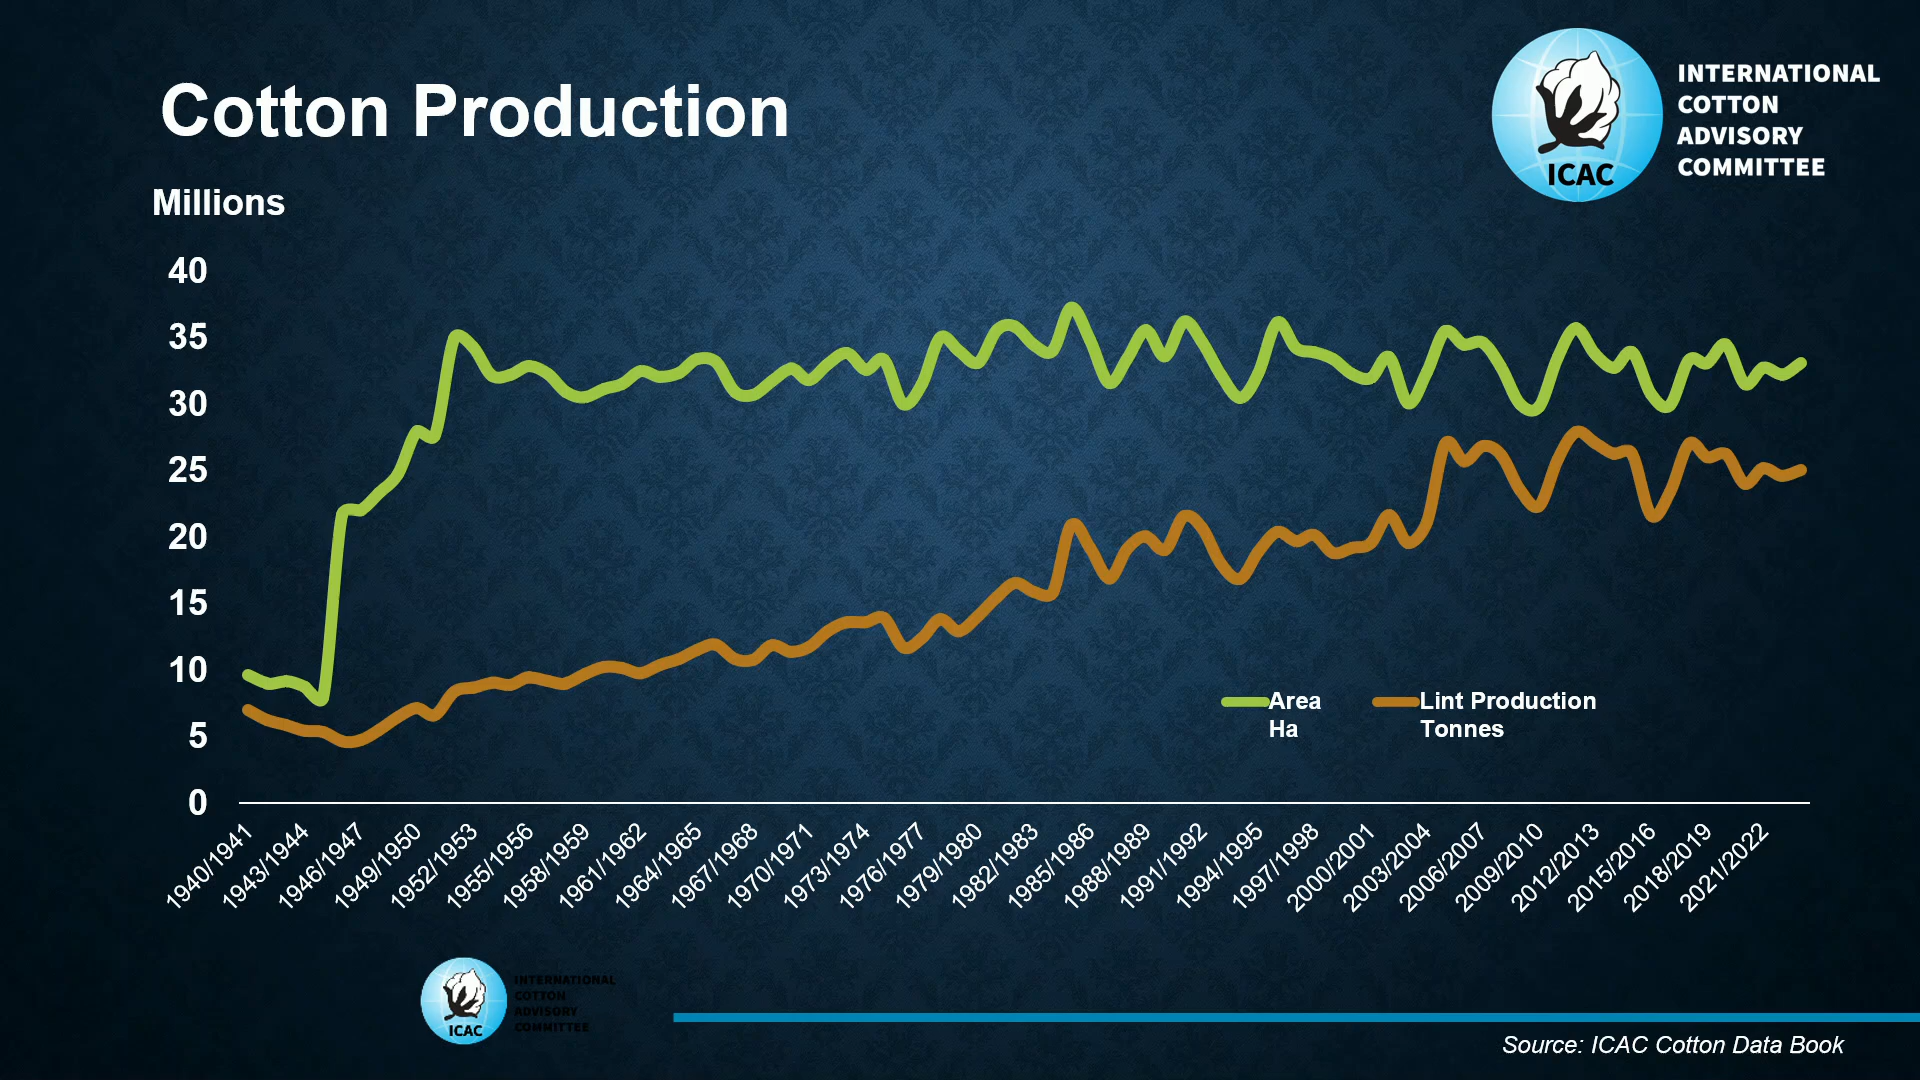 Cotton Production
INTERNATIONAL
COTTON
ADVISORY
COMMITTEE
ICAC
Millions
40
35
30
25
20
15
10
5
0
Area
Ha
Lint Production
Tonnes
1940/1941
1943/1944
1946/1947
1949/1950
1952/1953
1955/1956
1958/1959
1961/1962
1964/1965
1967/1968
1970/1971
1973/1974
1976/1977
1979/1980
1982/1983
1985/1986
1988/1989
1991/1992
1994/1995
1997/1998
2000/2001
2003/2004
2006/2007
2009/2010
2012/2013
2015/2016
2018/2019
2021/2022
INTERNATIONAL
COTTON
ADVISORY
COMMITTEE
ICAC
Source: ICAC Cotton Data Book